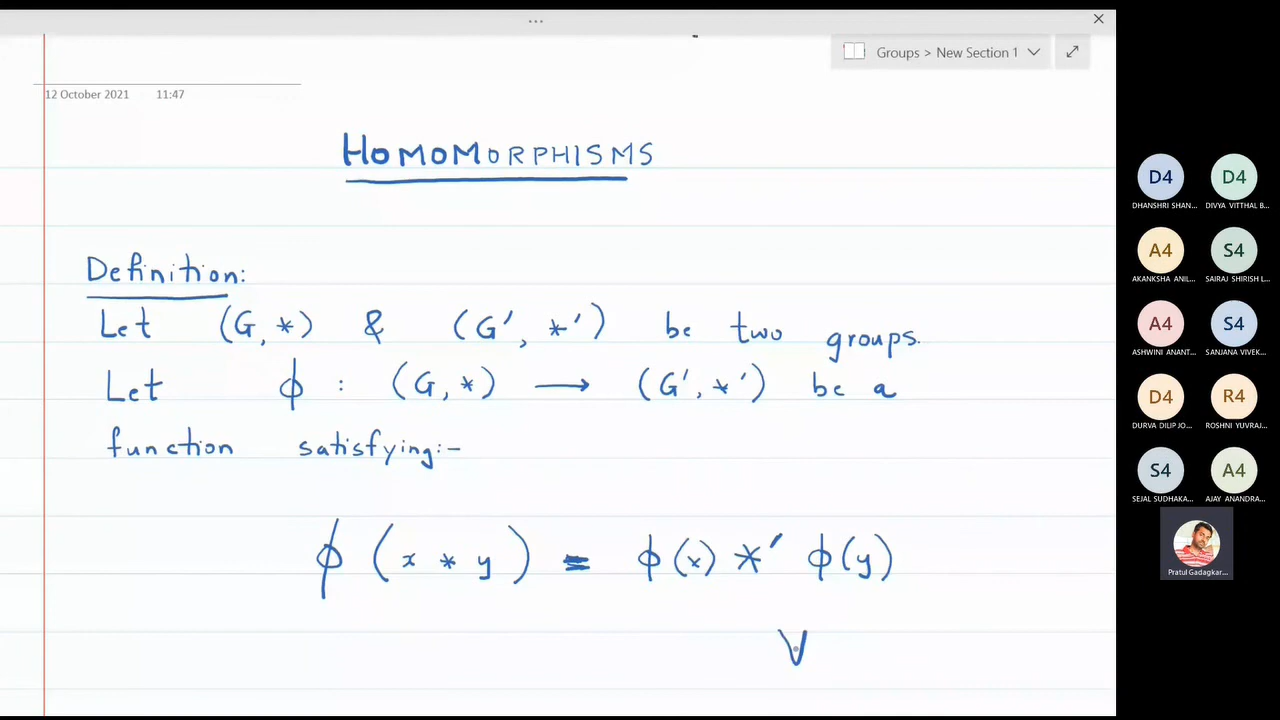 Groups > New Section 1
12 October 2021 11:47
HOMOMORPHISMS
Definition:
Let (G, *) & (G', *') be two groups.
Let ϕ : (G, *) ⟶ (G', *') be a
function satisfying:-
ϕ (x * y) = ϕ(x) *' ϕ(y)
∀
D4 D4
DHANSHRI SHAN... DIVYA VITTHAL B...
A4 S4
AKANKSHA ANIL... SAIRAJ SHIRISH L...
A4 S4
ASHWINI ANANT... SANJANA VIVEK...
D4 R4
DURVA DILIP JO... ROSHNI YUVRAJ...
S4 A4
SEJAL SUDHAKA... AJAY ANANDRA...
Pratul Gadagkar...